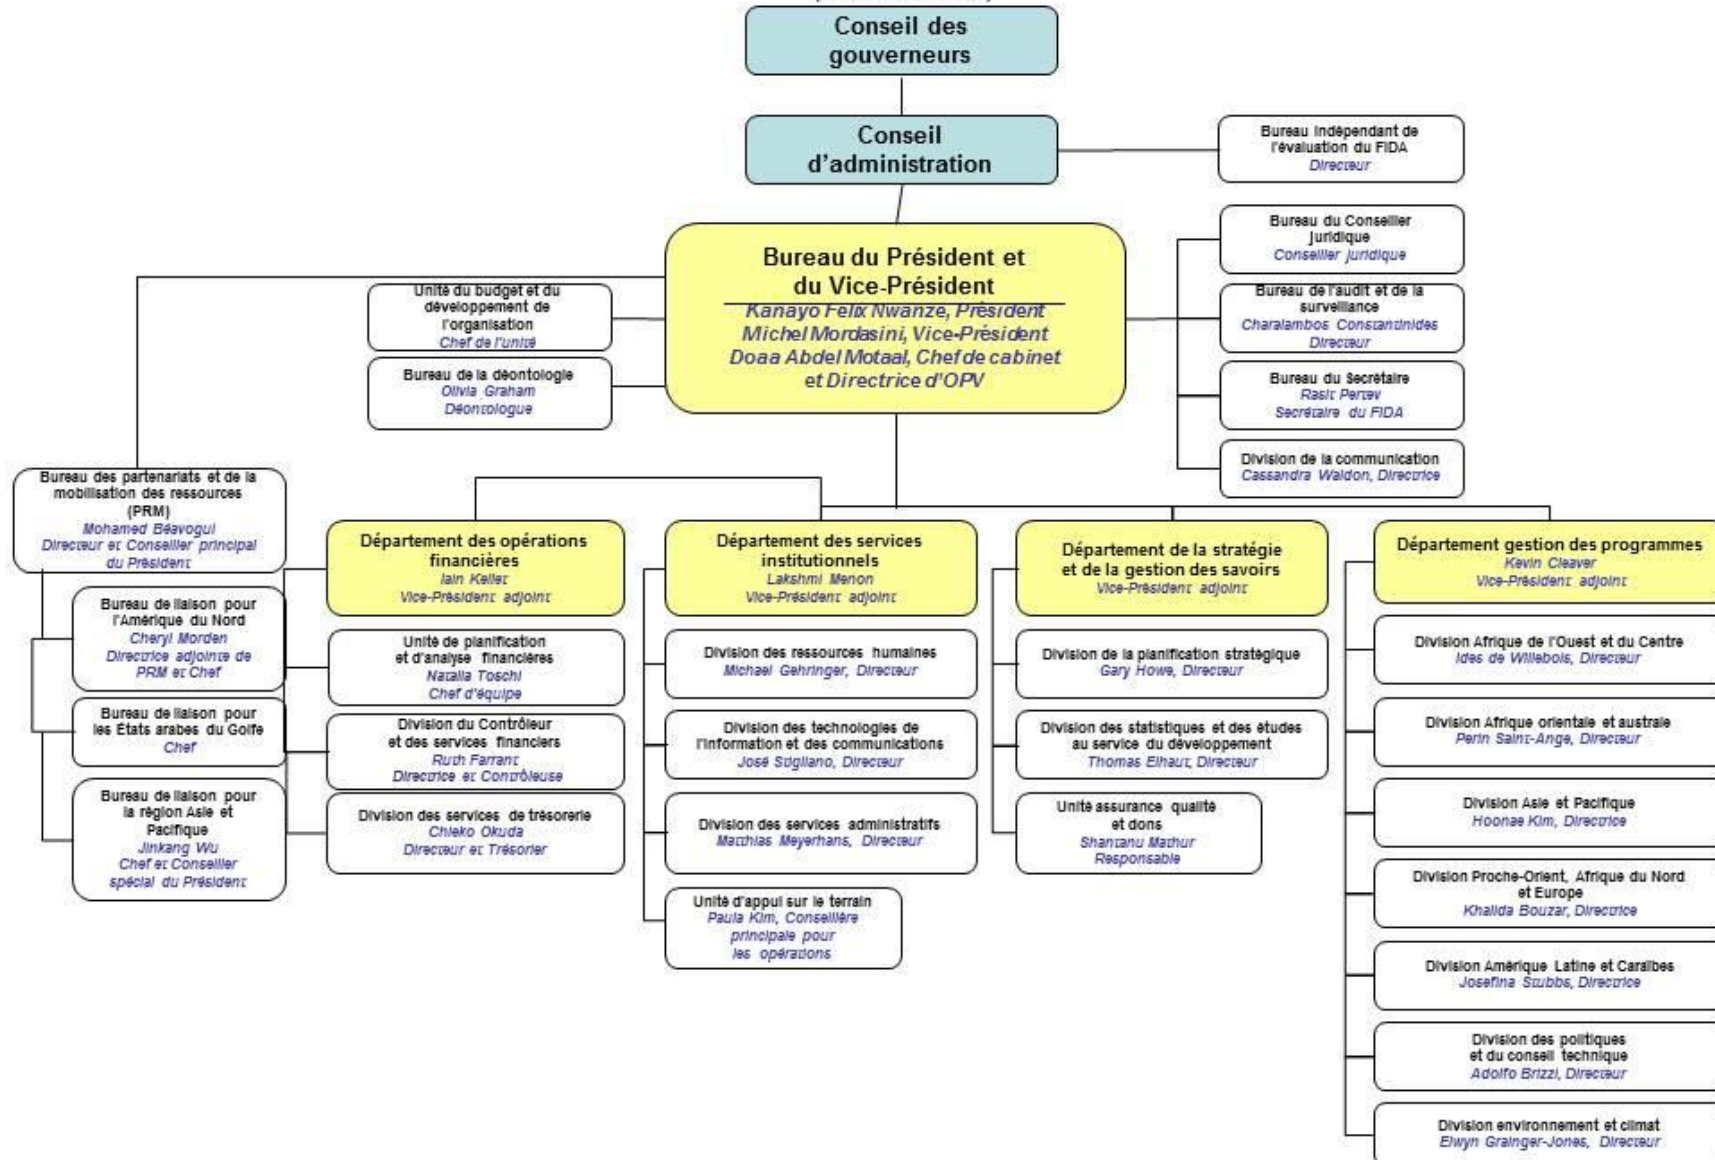 Conseil des
gouverneurs
Conseil
d'administration
Bureau indépendant de
l'évaluation du FIDA
Directeur
Bureau du Président et
du Vice-Président
Kanayo Felix Nwanze, Président
Michel Mordasini, Vice-Président
Doaa Abdel Motaal, Chef de cabinet
et Directrice d'OPV
Unité du budget et du
développement de
l'organisation
Chef de l'unité
Bureau de la déontologie
Olivia Graham
Déontologue
Bureau du Conseiller
juridique
Conseiller juridique
Bureau de l'audit et de la
surveillance
Charalambos Constantinides
Directeur
Bureau du Secrétaire
Rasit Pertev
Secrétaire du FIDA
Division de la communication
Cassandra Waldon, Directrice
Bureau des partenariats et de la
mobilisation des ressources
(PRM)
Mohamed Béavogui
Directeur et Conseiller principal
du Président
Bureau de liaison pour
l'Amérique du Nord
Cheryl Morden
Directrice adjointe de
PRM et Chef
Bureau de liaison pour
les États arabes du Golfe
Chef
Bureau de liaison pour
la région Asie et
Pacifique
Jinkang Wu
Chef et Conseiller
spécial du Président
Département des opérations
financières
Iain Kellet
Vice-Président adjoint
Unité de planification
et d'analyse financières
Natalia Toschi
Chef d'équipe
Division du Contrôleur
et des services financiers
Ruth Farrant
Directrice et Contrôleuse
Division des services de trésorerie
Chieko Okuda
Directeur et Trésorier
Département des services
institutionnels
Lakshmi Menon
Vice-Président adjoint
Division des ressources humaines
Michael Gehringer, Directeur
Division des technologies de
l'information et des communications
José Stigliano, Directeur
Division des services administratifs
Matthias Meyerhans, Directeur
Unité d'appui sur le terrain
Paula Kim, Conseillère
principale pour
les opérations
Département de la stratégie
et de la gestion des savoirs
Vice-Président adjoint
Division de la planification stratégique
Gary Howe, Directeur
Division des statistiques et des études
au service du développement
Thomas Elhaut, Directeur
Unité assurance qualité
et dons
Shantanu Mathur
Responsable
Département gestion des programmes
Kevin Cleaver
Vice-Président adjoint
Division Afrique de l'Ouest et du Centre
Ides de Willebois, Directeur
Division Afrique orientale et australe
Perin Saint-Ange, Directeur
Division Asie et Pacifique
Hoonae Kim, Directrice
Division Proche-Orient, Afrique du Nord
et Europe
Khalida Bouzar, Directrice
Division Amérique Latine et Caraïbes
Josefina Stubbs, Directrice
Division des politiques
et du conseil technique
Adolfo Brizzi, Directeur
Division environnement et climat
Elwyn Grainger-Jones, Directeur